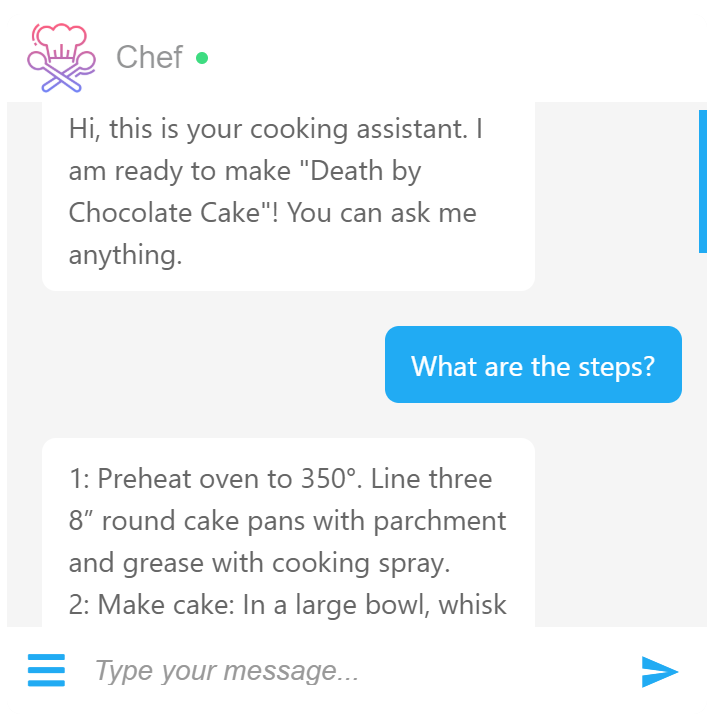 Chef
Hi, this is your cooking assistant. I
am ready to make "Death by
Chocolate Cake"! You can ask me
anything.
What are the steps?
1: Preheat oven to 350°. Line three
8” round cake pans with parchment
and grease with cooking spray.
2: Make cake: In a large bowl, whisk
Type your message...